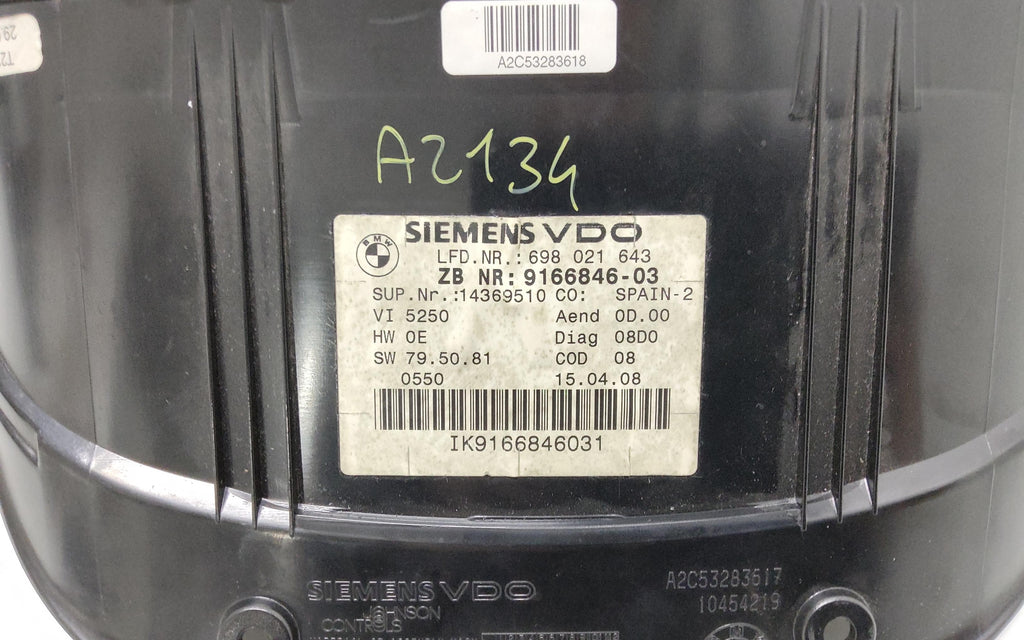 A2C53283618
A2134
BMW
SIEMENS VDO
LFD.NR.:698 021 643
ZB NR:9166846-03
SUP.Nr.:14369510 CO: SPAIN-2
VI 5250 Aend 0D.00
HW 0E Diag 08D0
SW 79.50.81 COD 08
0550 15.04.08
IK9166846031
SIEMENS VDO
JOHNSON
CONTROLS
A2C53283617
10454219